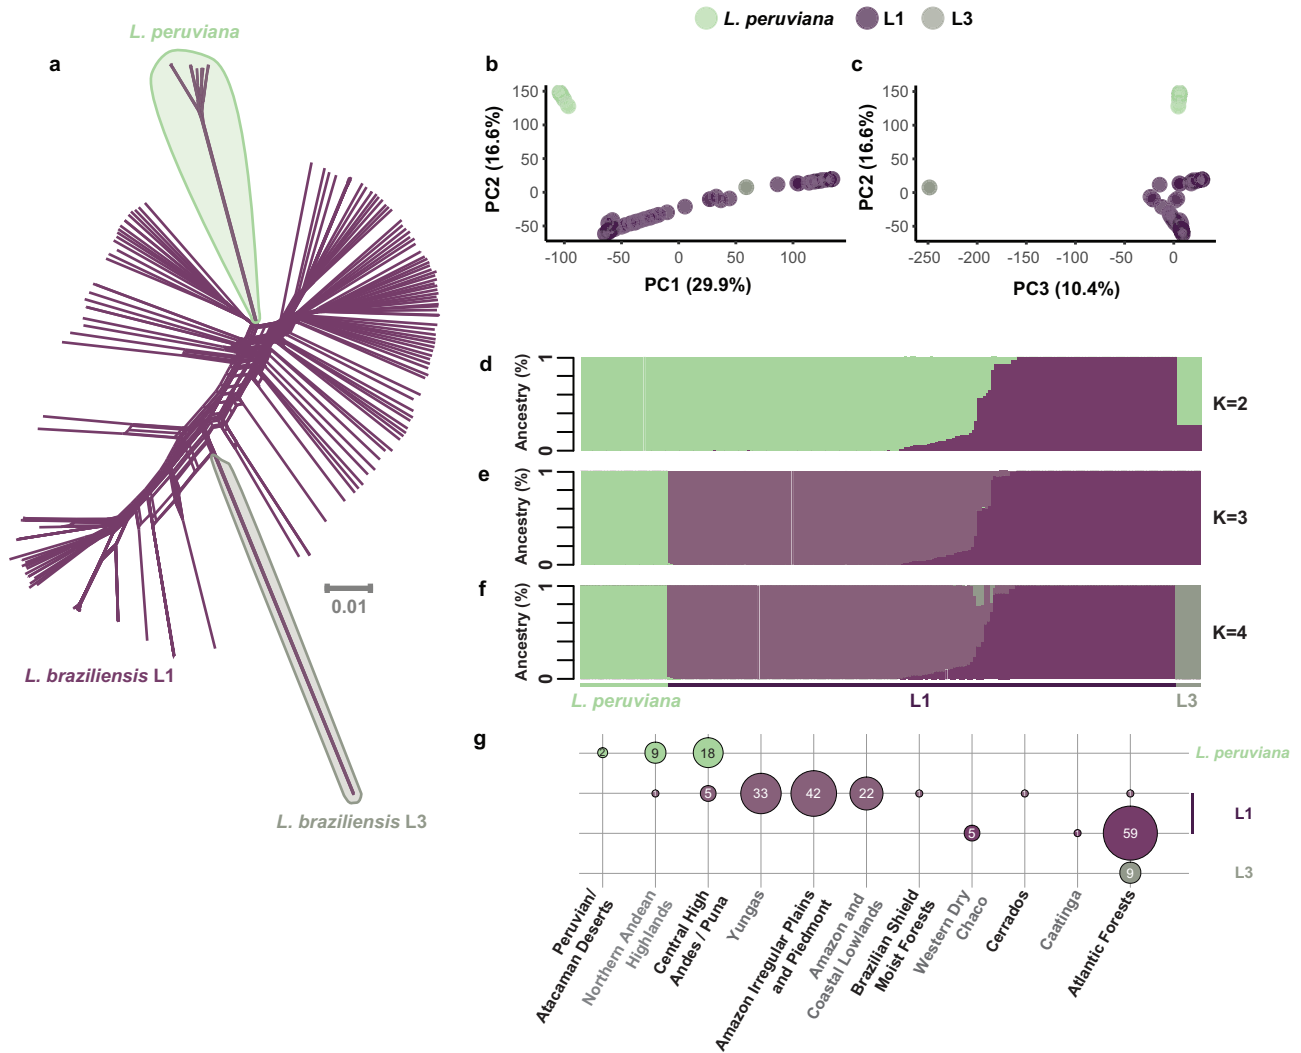 L. peruviana
L1
L3
a
L. peruviana
0.01
L. braziliensis L1
L. braziliensis L3
b
PC2 (16.6%)
150
100
50
0
-50
-100
-50
0
50
100
PC1 (29.9%)
c
PC2 (16.6%)
150
100
50
0
-50
-250
-200
-150
-100
-50
0
PC3 (10.4%)
d
Ancestry (%)
1
0
K=2
e
Ancestry (%)
1
0
K=3
f
Ancestry (%)
1
0
K=4
L. peruviana
L1
L3
g
2
9
18
L. peruviana
1
5
33
42
22
1
1
1
L1
5
1
59
9
L3
Peruvian/
Atacaman Deserts
Northern Andean
Highlands
Central High
Andes / Puna
Yungas
Amazon Irregular Plains
and Piedmont
Amazon and
Coastal Lowlands
Brazilian Shield
Moist Forests
Western Dry
Chaco
Cerrados
Caatinga
Atlantic Forests